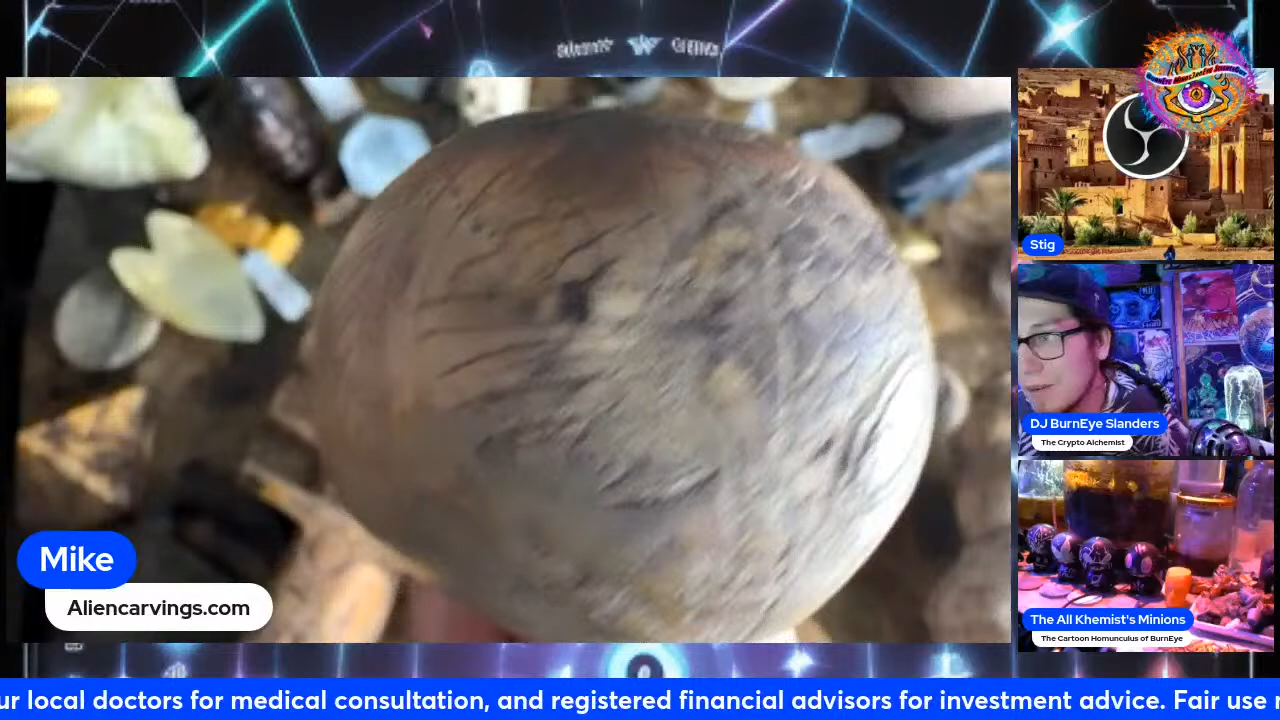 Stig
DJ BurnEye Slanders
The Crypto Alchemist
Mike
Aliencarvings.com
The All Khemist's Minions
The Cartoon Homunculus of BurnEye
ur local doctors for medical consultation, and registered financial advisors for investment advice. Fair use